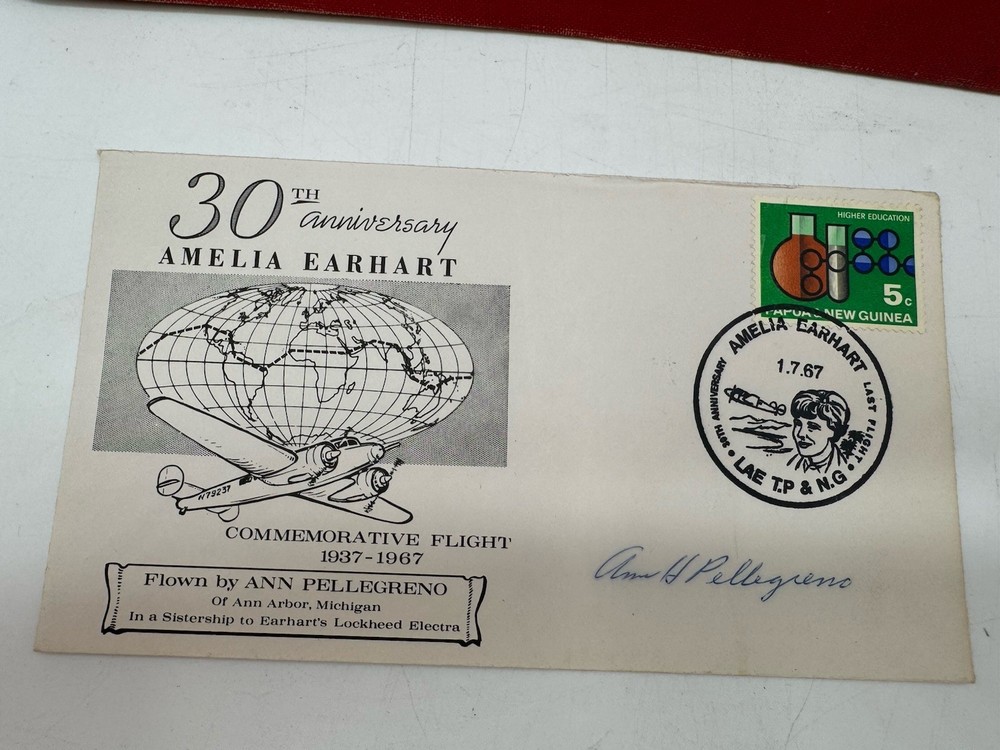 30TH anniversary
AMELIA EARHART
N79237
COMMEMORATIVE FLIGHT
1937-1967
Flown by ANN PELLEGRENO
Of Ann Arbor, Michigan
In a Sistership to Earhart's Lockheed Electra
HIGHER EDUCATION
5c
PAPUA & NEW GUINEA
AMELIA EARHART LAST FLIGHT
1.7.67
30TH ANNIVERSARY
LAE T.P & N.G
Ann H Pellegreno